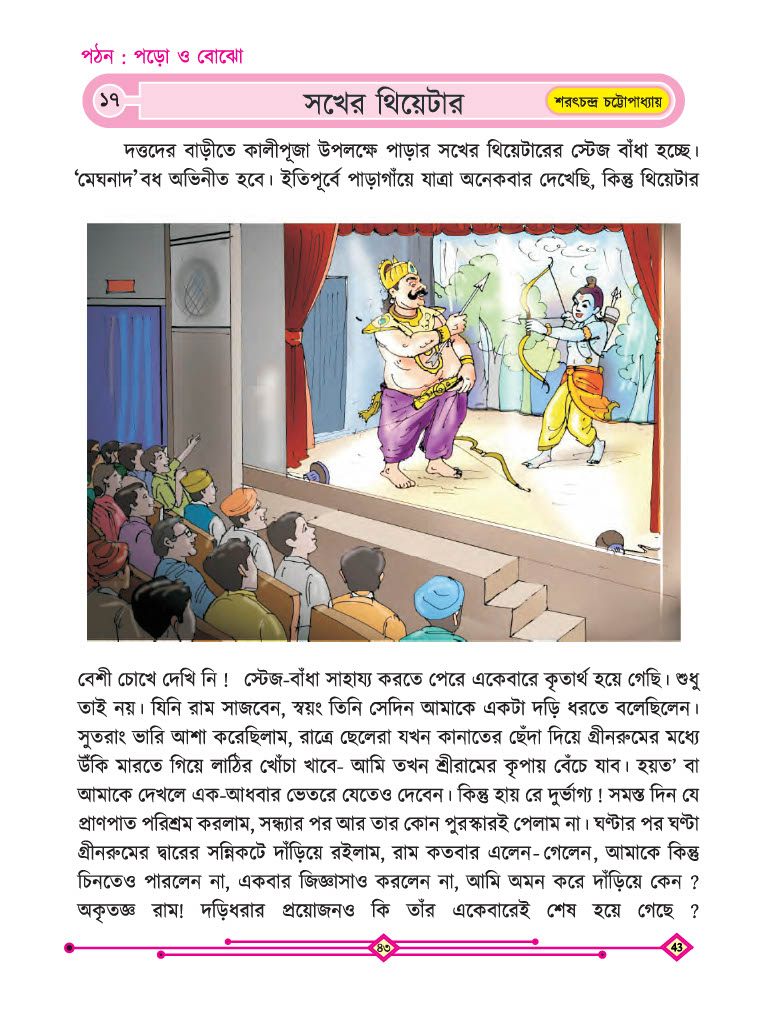 পঠন : পড়ো ও বোঝো
১৭
সখের থিয়েটার
শরৎচন্দ্র চট্টোপাধ্যায়
দত্তদের বাড়ীতে কালীপূজা উপলক্ষে পাড়ার সখের থিয়েটারের স্টেজ বাঁধা হচ্ছে।
‘মেঘনাদ’বধ অভিনীত হবে। ইতিপূর্বে পাড়াগাঁয়ে যাত্রা অনেকবার দেখেছি, কিন্তু থিয়েটার
বেশী চোখে দেখি নি ! স্টেজ-বাঁধা সাহায্য করতে পেরে একেবারে কৃতার্থ হয়ে গেছি। শুধু
তাই নয়। যিনি রাম সাজবেন, স্বয়ং তিনি সেদিন আমাকে একটা দড়ি ধরতে বলেছিলেন।
সুতরাং ভারি আশা করেছিলাম, রাত্রে ছেলেরা যখন কানাতের ছেঁদা দিয়ে গ্রীনরুমের মধ্যে
উঁকি মারতে গিয়ে লাঠির খোঁচা খাবে- আমি তখন শ্রীরামের কৃপায় বেঁচে যাব। হয়ত’ বা
আমাকে দেখলে এক-আধবার ভেতরে যেতেও দেবেন। কিন্তু হায় রে দুর্ভাগ্য ! সমস্ত দিন যে
প্রাণপাত পরিশ্রম করলাম, সন্ধ্যার পর আর তার কোন পুরস্কারই পেলাম না। ঘণ্টার পর ঘণ্টা
গ্রীনরুমের দ্বারের সন্নিকটে দাঁড়িয়ে রইলাম, রাম কতবার এলেন-গেলেন, আমাকে কিন্তু
চিনতেও পারলেন না, একবার জিজ্ঞাসাও করলেন না, আমি অমন করে দাঁড়িয়ে কেন ?
অকৃতজ্ঞ রাম! দড়িধরার প্রয়োজনও কি তাঁর একেবারেই শেষ হয়ে গেছে ?
৪৩
43